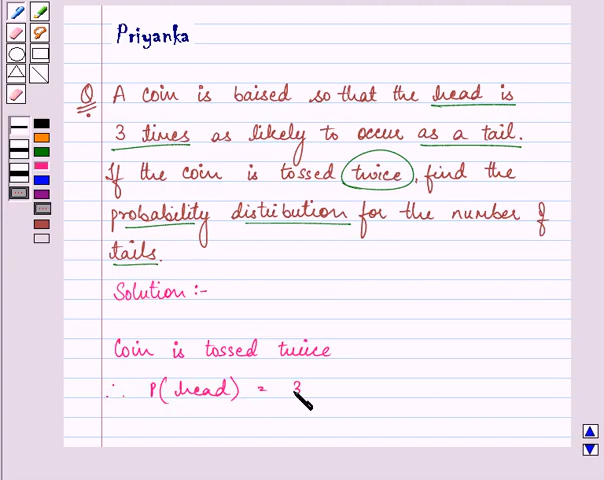 Priyanka
Q A coin is baised so that the head is
3 times as likely to occur as a tail.
If the coin is tossed twice, find the
probability distribution for the number of
tails.
Solution :-
Coin is tossed twice
∴ P(head) = 3